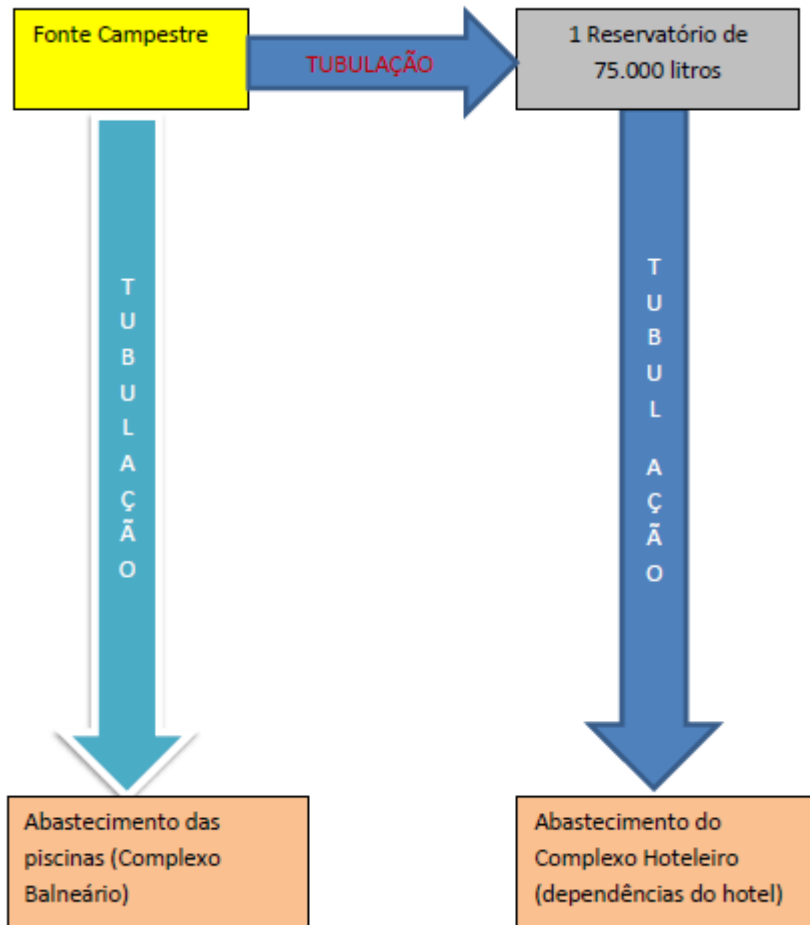 Fonte Campestre
TUBULAÇÃO
1 Reservatório de
75.000 litros
T
U
B
U
L
A
Ç
Ã
O
T
U
B
U
L
A
Ç
Ã
O
Abastecimento das
piscinas (Complexo
Balneário)
Abastecimento do
Complexo Hoteleiro
(dependências do hotel)